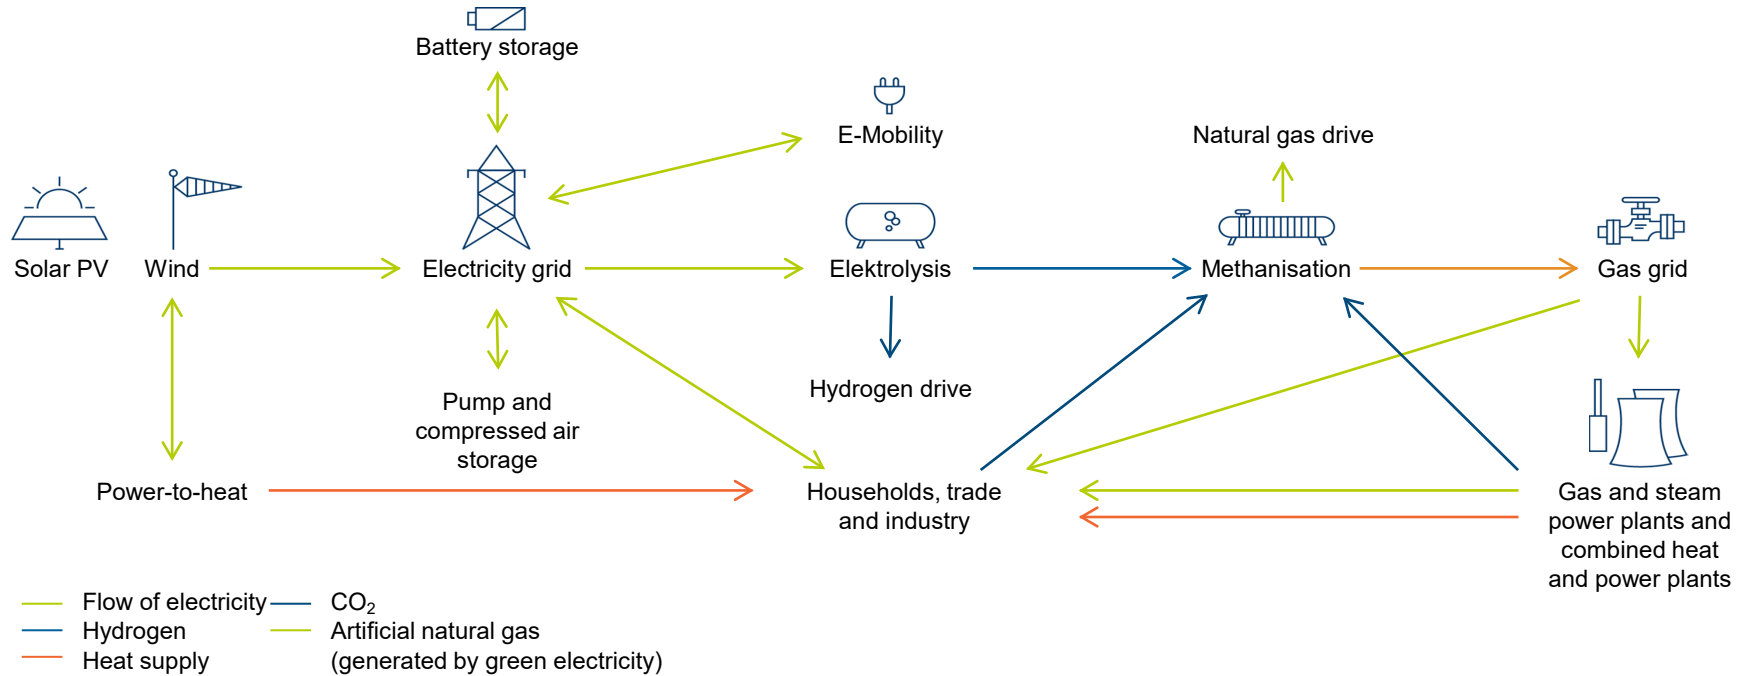 Battery storage
E-Mobility
Natural gas drive
Solar PV
Wind
Electricity grid
Elektrolysis
Methanisation
Gas grid
Hydrogen drive
Pump and
compressed air
storage
Power-to-heat
Households, trade
and industry
Gas and steam
power plants and
combined heat
and power plants
Flow of electricity
Hydrogen
Heat supply
CO₂
Artificial natural gas
(generated by green electricity)